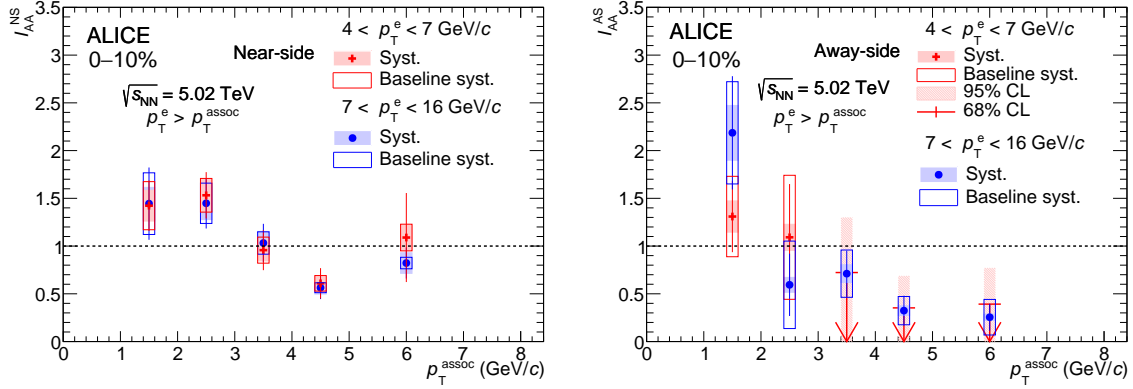 I_AA^NS
3.5
3
2.5
2
1.5
1
0.5
0
ALICE
0–10%
√s_NN = 5.02 TeV
p_T^e > p_T^assoc
Near-side
4 < p_T^e < 7 GeV/c
Syst.
Baseline syst.
7 < p_T^e < 16 GeV/c
Syst.
Baseline syst.
0 1 2 3 4 5 6 7 8
p_T^assoc (GeV/c)
I_AA^AS
3.5
3
2.5
2
1.5
1
0.5
0
ALICE
0–10%
√s_NN = 5.02 TeV
p_T^e > p_T^assoc
Away-side
4 < p_T^e < 7 GeV/c
Syst.
Baseline syst.
95% CL
68% CL
7 < p_T^e < 16 GeV/c
Syst.
Baseline syst.
0 1 2 3 4 5 6 7 8
p_T^assoc (GeV/c)